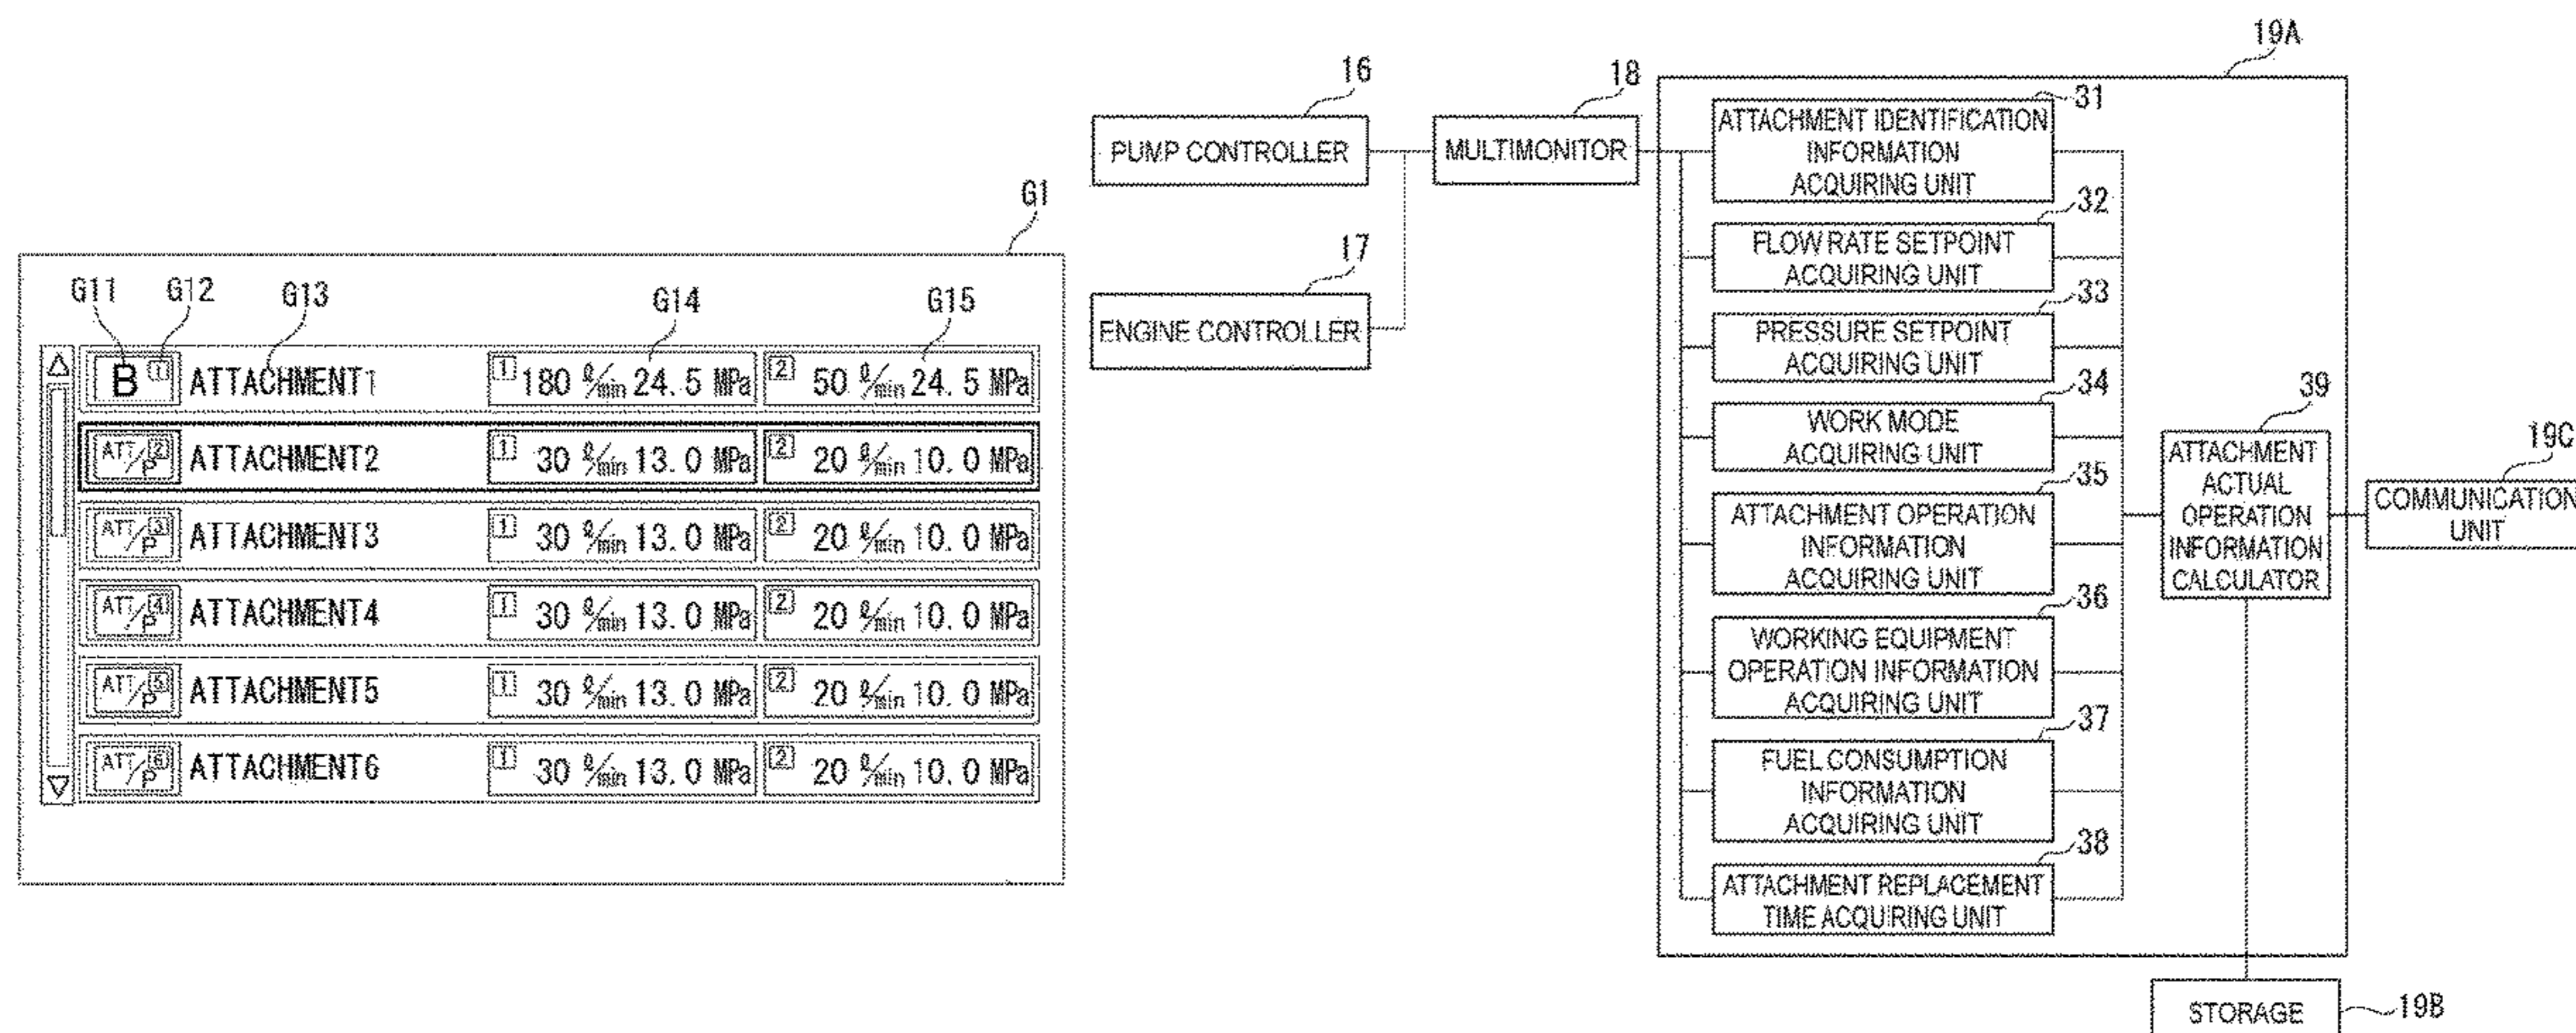 G1
G11
G12
G13
G14
G15
B 1 ATTACHMENT1 1 180 ℓ/min 24.5 MPa 2 50 ℓ/min 24.5 MPa
ATT/P 2 ATTACHMENT2 1 30 ℓ/min 13.0 MPa 2 20 ℓ/min 10.0 MPa
ATT/P 3 ATTACHMENT3 1 30 ℓ/min 13.0 MPa 2 20 ℓ/min 10.0 MPa
ATT/P 4 ATTACHMENT4 1 30 ℓ/min 13.0 MPa 2 20 ℓ/min 10.0 MPa
ATT/P 5 ATTACHMENT5 1 30 ℓ/min 13.0 MPa 2 20 ℓ/min 10.0 MPa
ATT/P 6 ATTACHMENT6 1 30 ℓ/min 13.0 MPa 2 20 ℓ/min 10.0 MPa
16
PUMP CONTROLLER
17
ENGINE CONTROLLER
18
MULTIMONITOR
19A
31
ATTACHMENT IDENTIFICATION
INFORMATION
ACQUIRING UNIT
32
FLOW RATE SETPOINT
ACQUIRING UNIT
33
PRESSURE SETPOINT
ACQUIRING UNIT
34
WORK MODE
ACQUIRING UNIT
35
ATTACHMENT OPERATION
INFORMATION
ACQUIRING UNIT
36
WORKING EQUIPMENT
OPERATION INFORMATION
ACQUIRING UNIT
37
FUEL CONSUMPTION
INFORMATION
ACQUIRING UNIT
38
ATTACHMENT REPLACEMENT
TIME ACQUIRING UNIT
39
ATTACHMENT
ACTUAL
OPERATION
INFORMATION
CALCULATOR
19C
COMMUNICATION
UNIT
STORAGE
19B